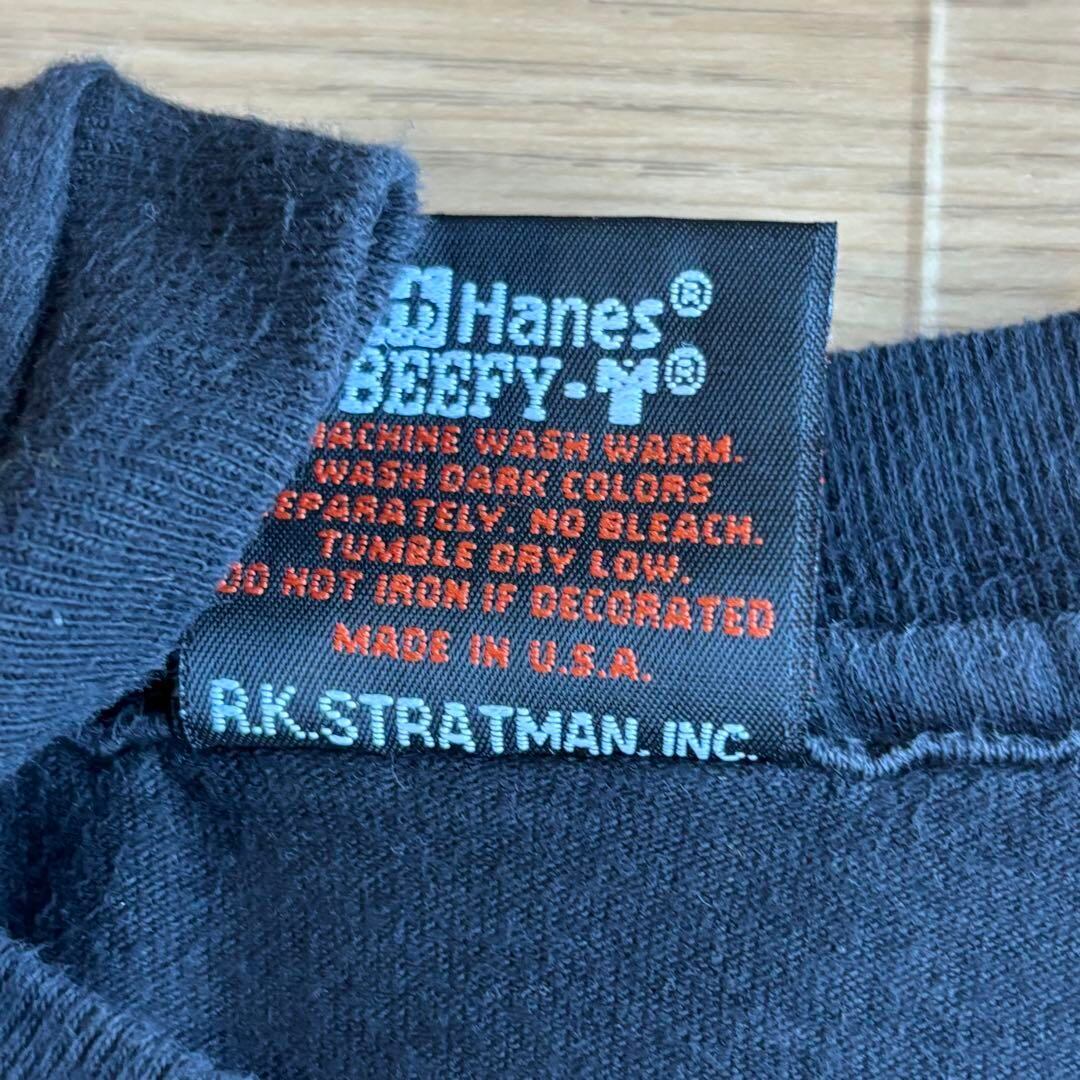 Hanes®
BEEFY-T®
MACHINE WASH WARM.
WASH DARK COLORS
SEPARATELY. NO BLEACH.
TUMBLE DRY LOW.
DO NOT IRON IF DECORATED
MADE IN U.S.A.
R.K.STRATMAN, INC.